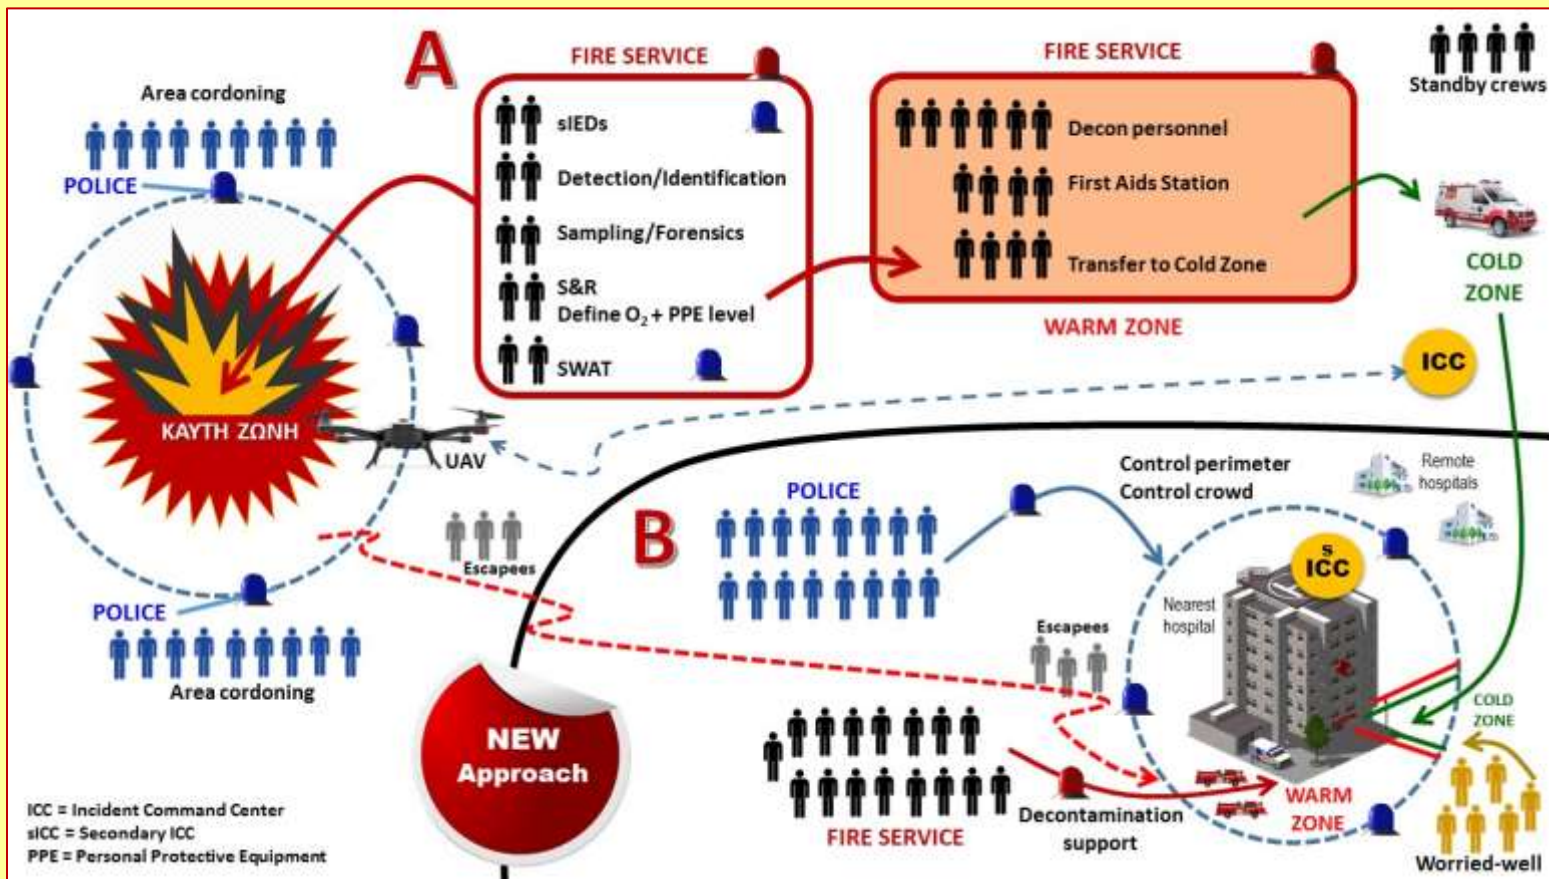 A
FIRE SERVICE
FIRE SERVICE
Standby crews
Area cordoning
POLICE
sIEDs
Detection/Identification
Sampling/Forensics
S&R
Define O₂ + PPE level
SWAT
Decon personnel
First Aids Station
Transfer to Cold Zone
WARM ZONE
COLD
ZONE
ICC
ΚΑΥΤΗ ΖΩΝΗ
UAV
Escapees
POLICE
Area cordoning
B
POLICE
Control perimeter
Control crowd
Remote
hospitals
s
ICC
Nearest
hospital
Escapees
COLD
ZONE
NEW
Approach
FIRE SERVICE
Decontamination
support
WARM
ZONE
Worried-well
ICC = Incident Command Center
sICC = Secondary ICC
PPE = Personal Protective Equipment